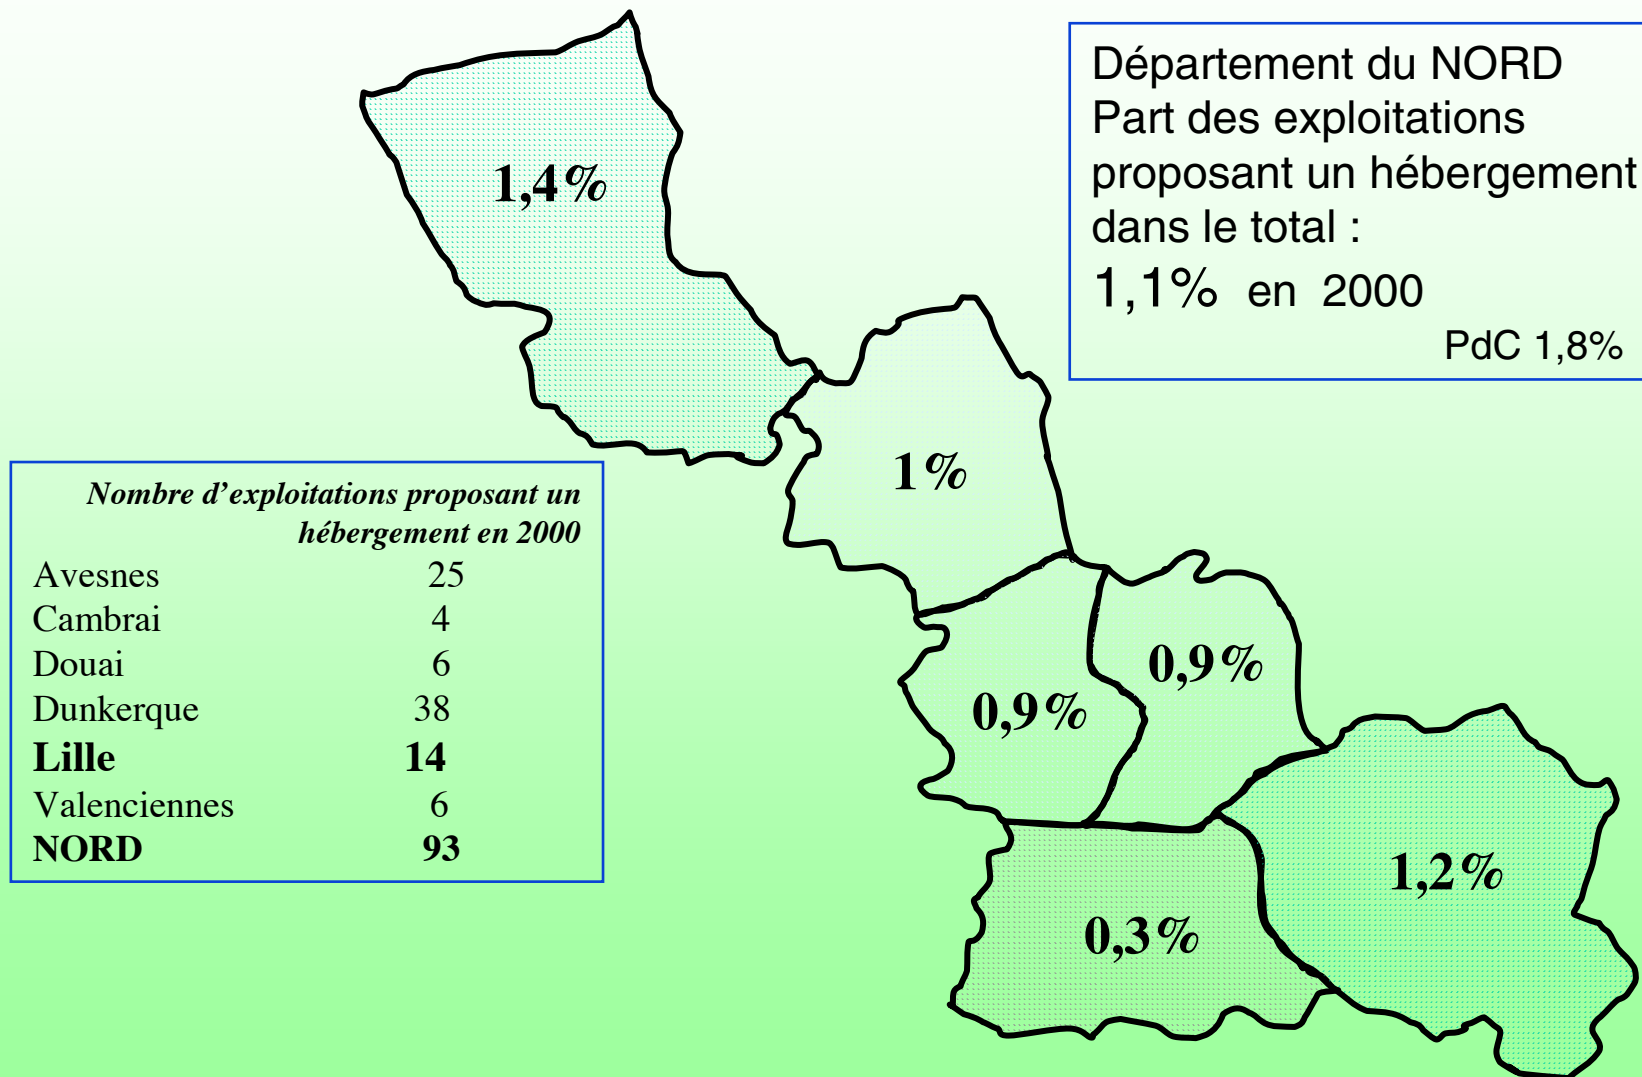 Département du NORD
Part des exploitations
proposant un hébergement
dans le total :
1,1% en 2000
PdC 1,8%
1,4%
1%
0,9%
0,9%
1,2%
0,3%
Nombre d’exploitations proposant un
hébergement en 2000
Avesnes 25
Cambrai 4
Douai 6
Dunkerque 38
Lille 14
Valenciennes 6
NORD 93